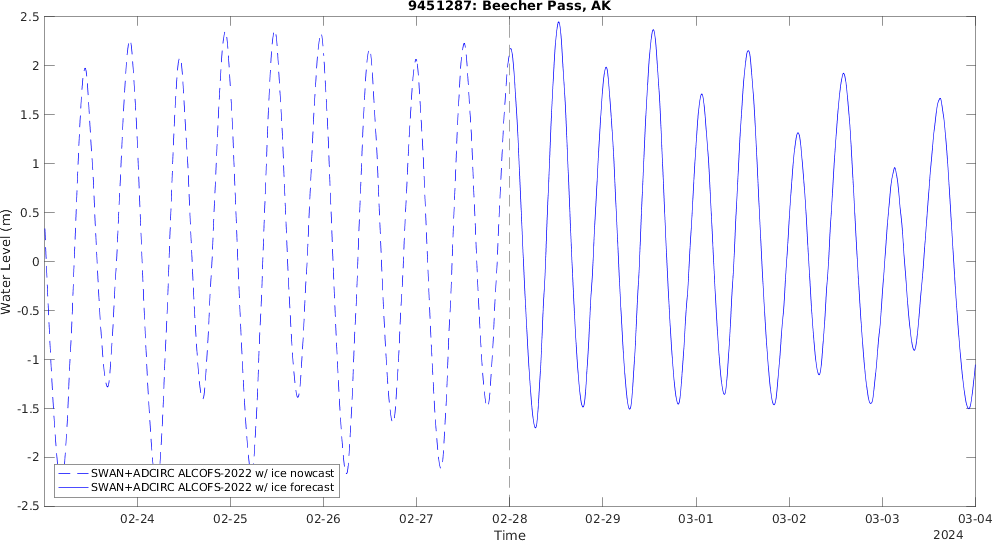 9451287: Beecher Pass, AK
2.5
2
1.5
1
0.5
0
-0.5
-1
-1.5
-2
-2.5
Water Level (m)
SWAN+ADCIRC ALCOFS-2022 w/ ice nowcast
SWAN+ADCIRC ALCOFS-2022 w/ ice forecast
02-24 02-25 02-26 02-27 02-28 02-29 03-01 03-02 03-03 03-04
Time
2024